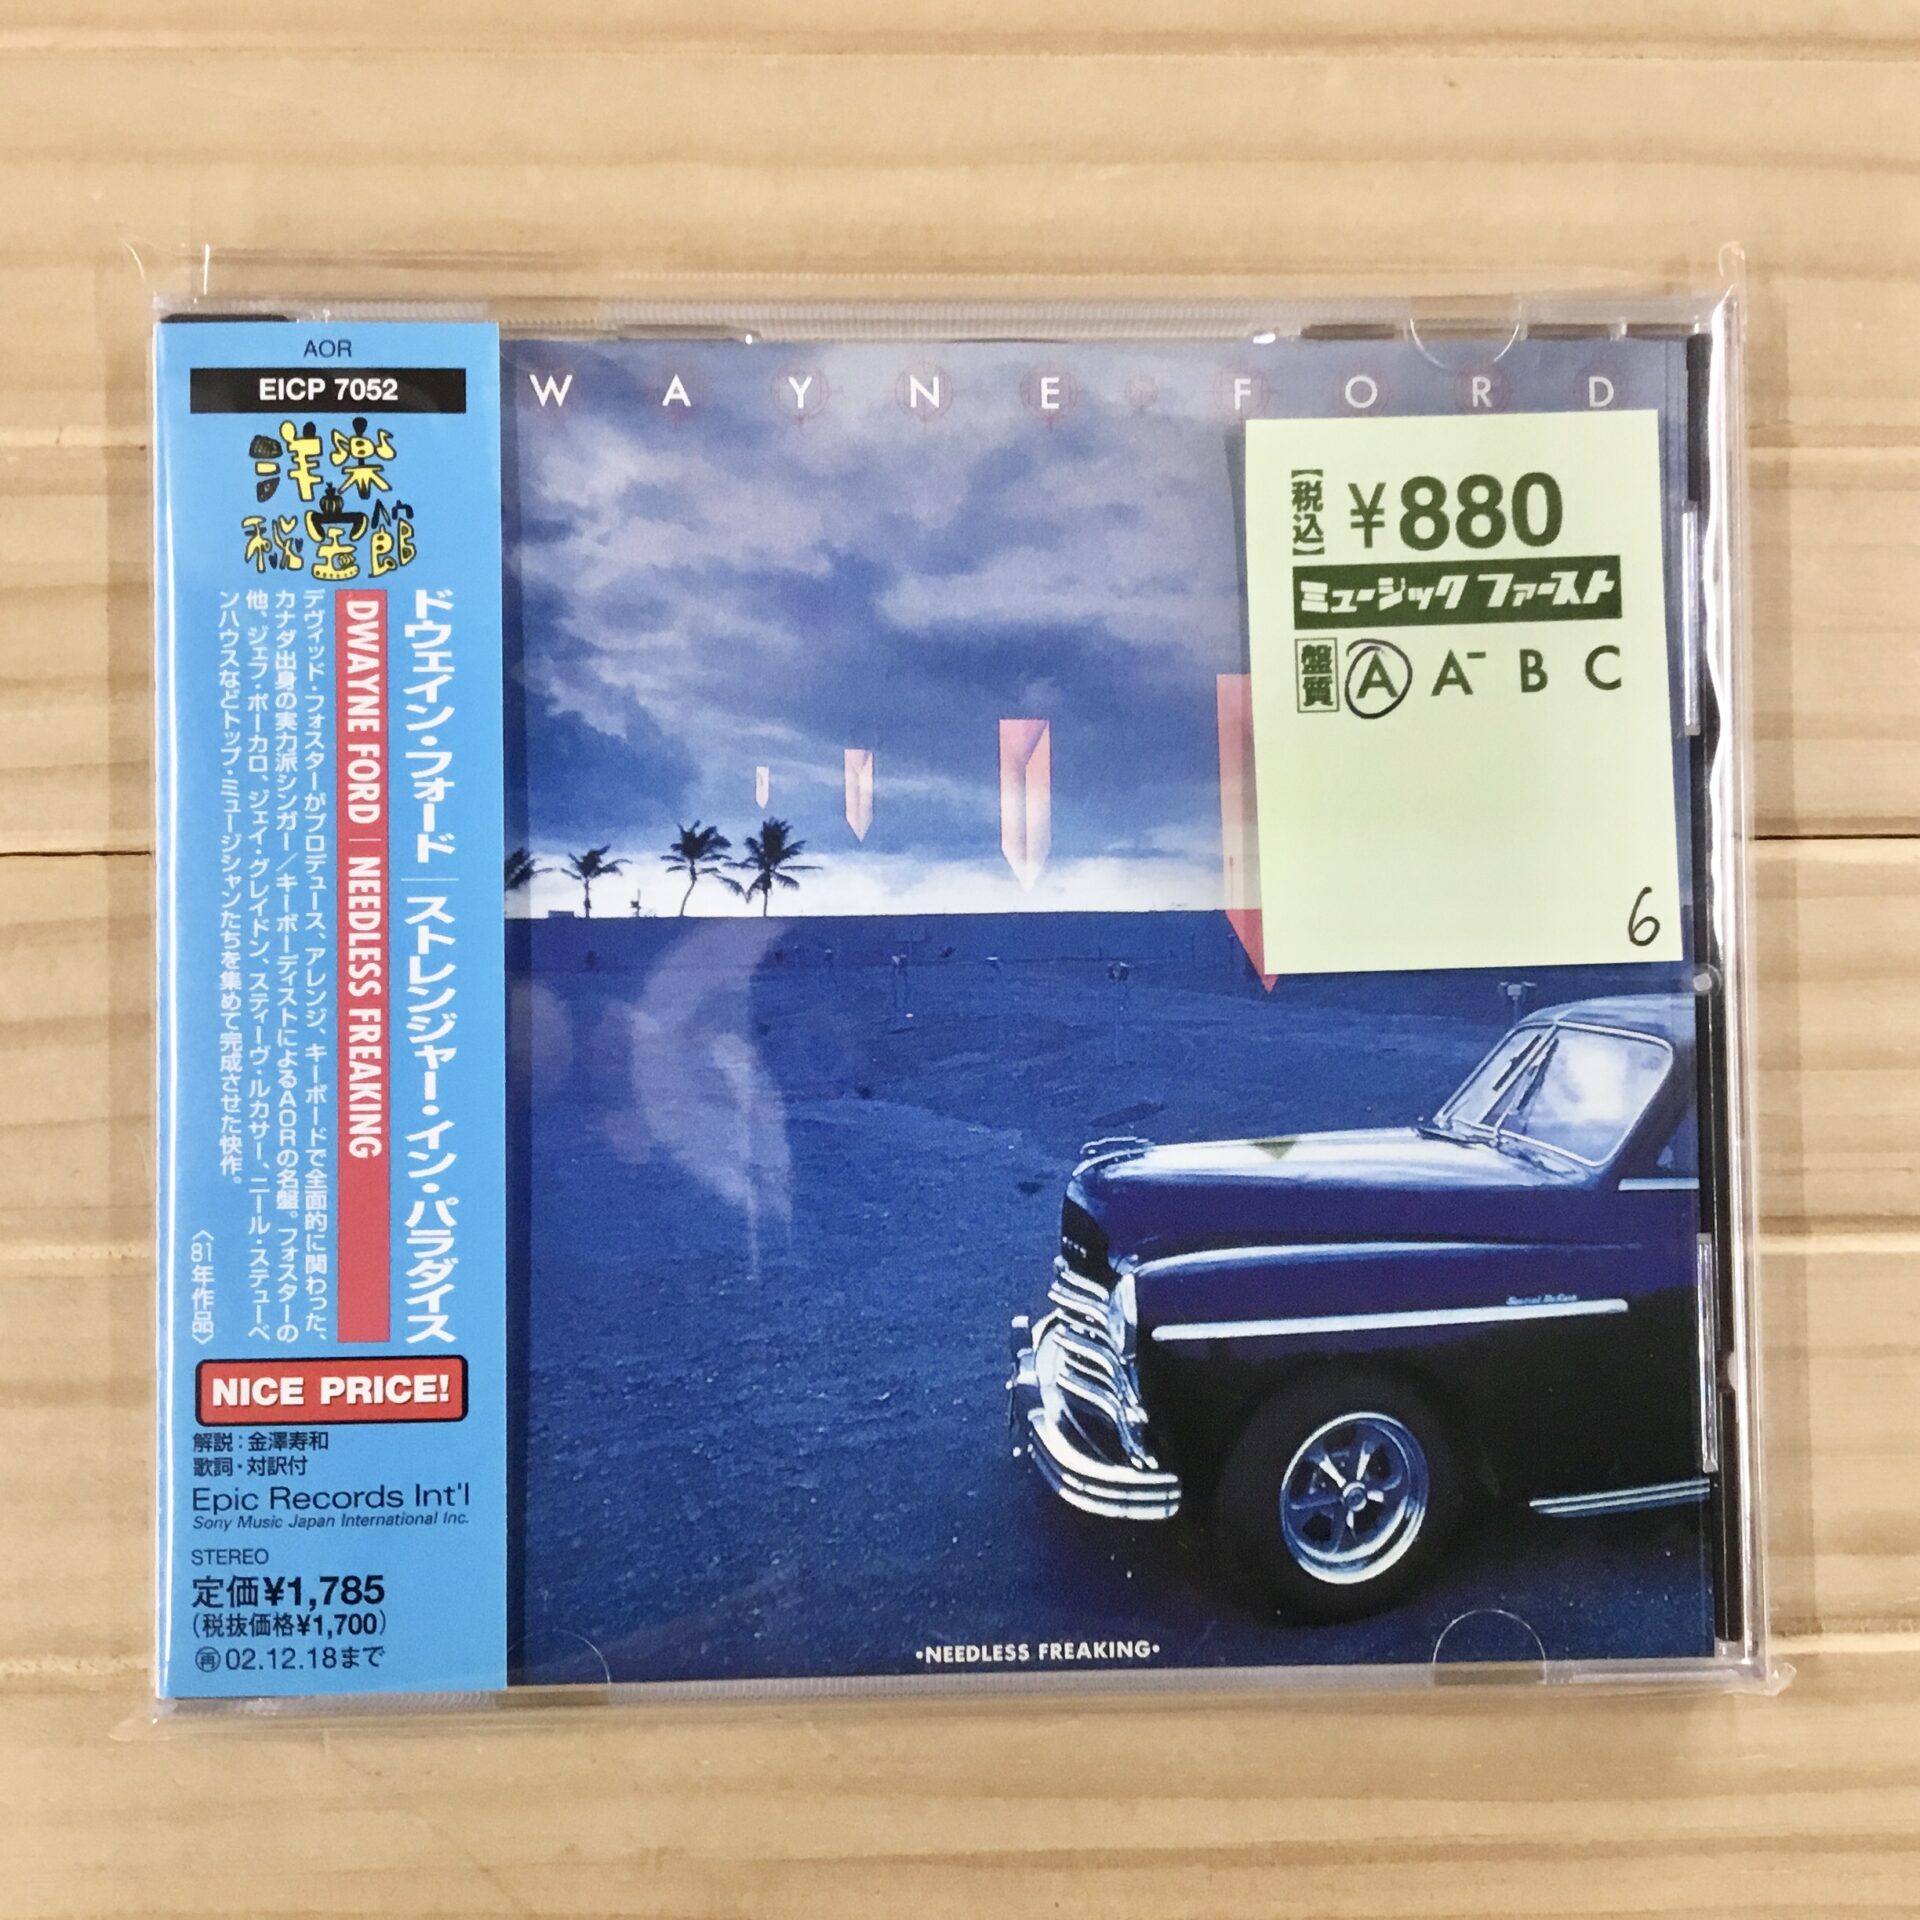 AOR
EICP 7052
洋楽
秘宝館
ドウェイン・フォード｜ストレンジャー・イン・パラダイス
DWAYNE FORD｜NEEDLESS FREAKING
デヴィッド・フォスターがプロデュース、アレンジ、キーボードで全面的に関わった、
カナダ出身の実力派シンガー／キーボーディストによるAORの名盤。フォスターの
他、ジェフ・ポーカロ、ジェイ・グレイドン、スティーヴ・ルカサー、ニール・ステューベ
ンハウスなどトップ・ミュージシャンたちを集めて完成させた快作。
〈81年作品〉
NICE PRICE!
解説：金澤寿和
歌詞・対訳付
Epic Records Int'l
Sony Music Japan International Inc.
STEREO
定価¥1,785
(税抜価格¥1,700)
再02.12.18まで
WAYNE FORD
【税込】¥880
ミュージックファースト
盤質 A A- B C
6
Special DeLuxe
•NEEDLESS FREAKING•